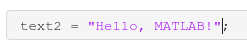 text2 = "Hello, MATLAB!";